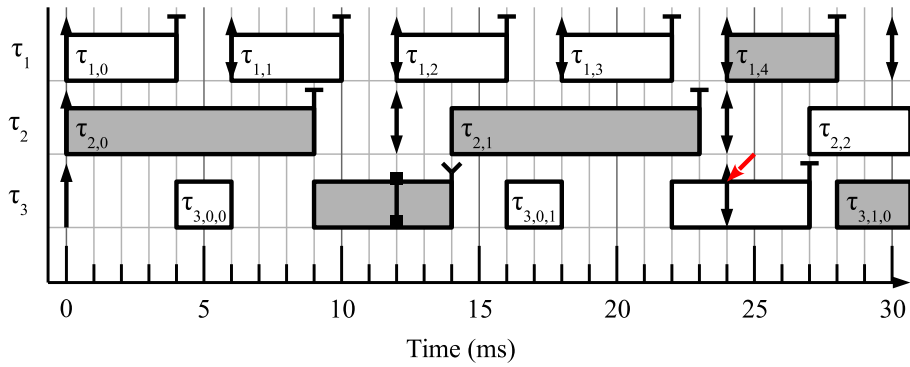 τ1 τ1,0 τ1,1 τ1,2 τ1,3 τ1,4
τ2 τ2,0 τ2,1 τ2,2
τ3 τ3,0,0 τ3,0,1 τ3,1,0
0 5 10 15 20 25 30
Time (ms)